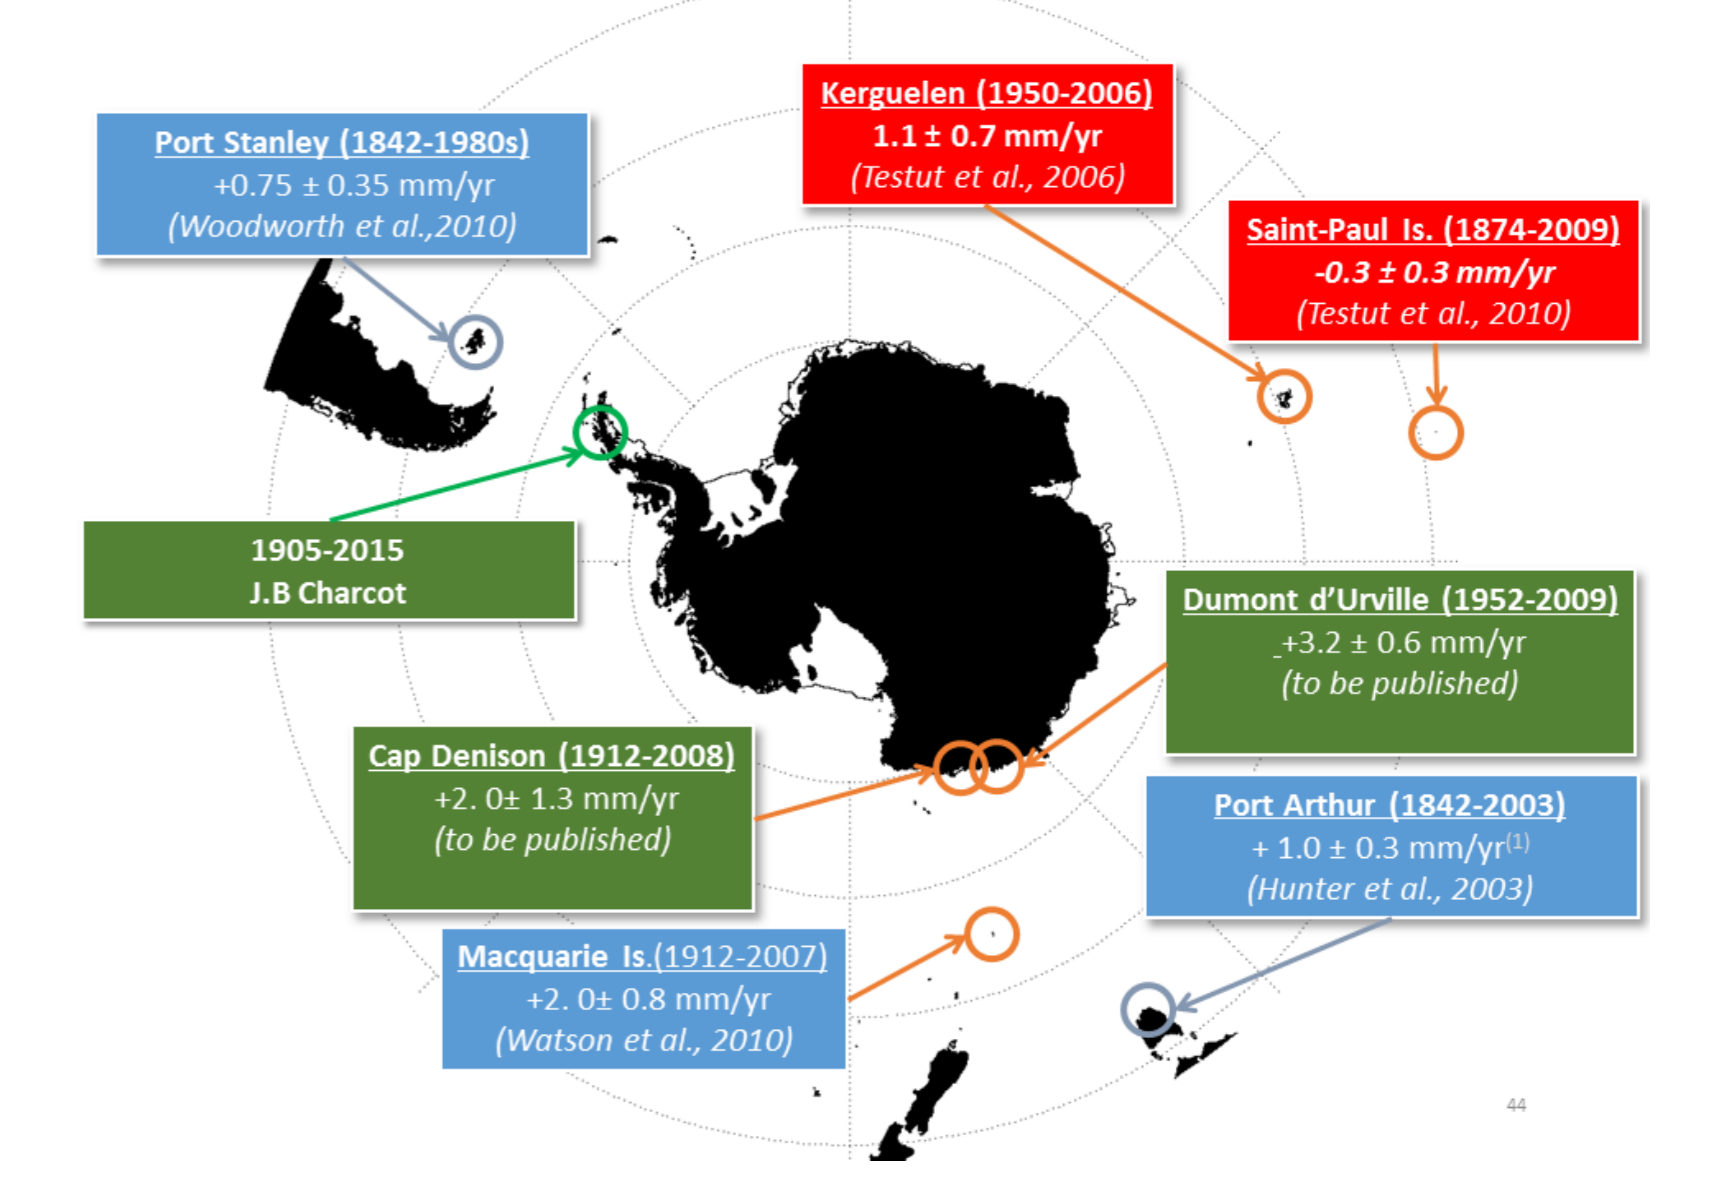 Kerguelen (1950-2006)
1.1 ± 0.7 mm/yr
(Testut et al., 2006)
Port Stanley (1842-1980s)
+0.75 ± 0.35 mm/yr
(Woodworth et al.,2010)
Saint-Paul Is. (1874-2009)
-0.3 ± 0.3 mm/yr
(Testut et al., 2010)
1905-2015
J.B Charcot
Dumont d’Urville (1952-2009)
_+3.2 ± 0.6 mm/yr
(to be published)
Cap Denison (1912-2008)
+2. 0± 1.3 mm/yr
(to be published)
Port Arthur (1842-2003)
+ 1.0 ± 0.3 mm/yr(1)
(Hunter et al., 2003)
Macquarie Is.(1912-2007)
+2. 0± 0.8 mm/yr
(Watson et al., 2010)
44